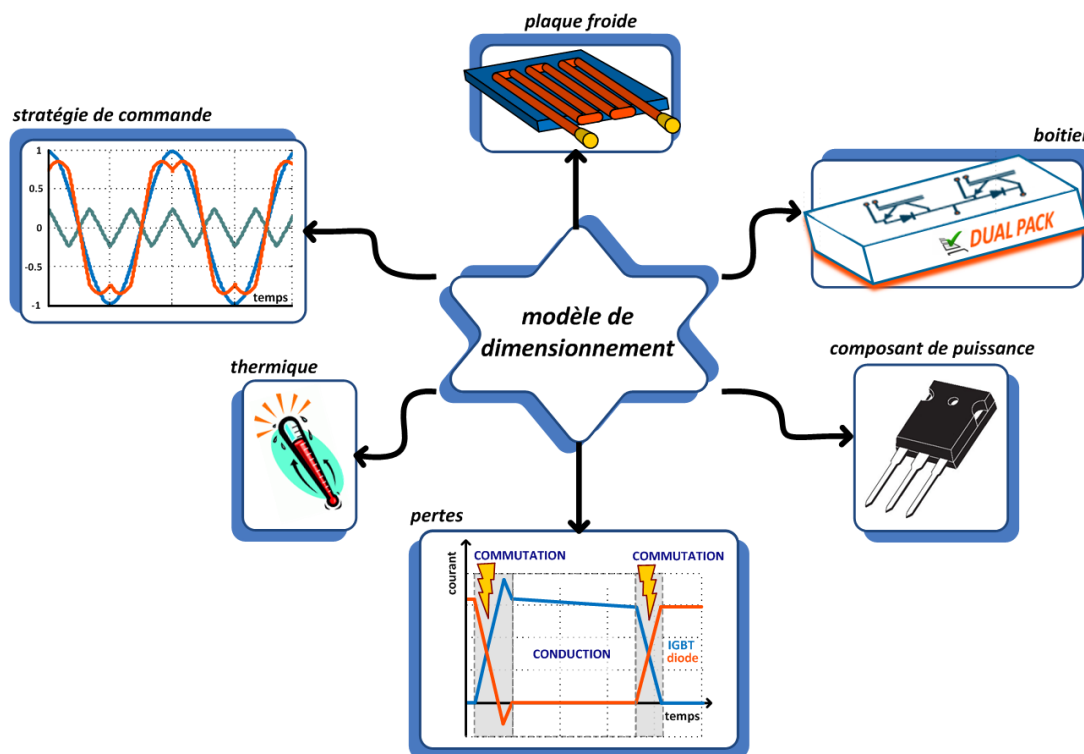 plaque froide
stratégie de commande
1
0.5
0
-0.5
-1
temps
boitier
DUAL PACK
modèle de
dimensionnement
thermique
composant de puissance
pertes
courant
COMMUTATION
COMMUTATION
CONDUCTION
IGBT
diode
temps